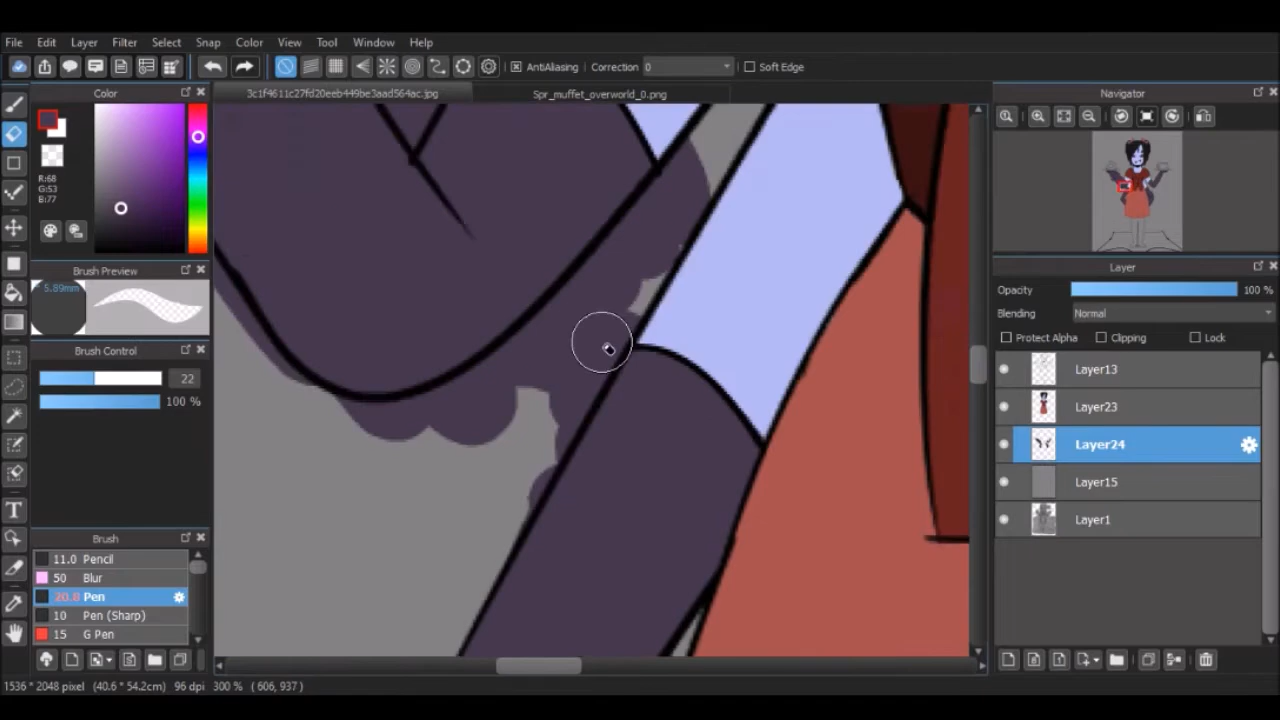 File Edit Layer Filter Select Snap Color View Tool Window Help
AntiAliasing Correction 0 Soft Edge
Color
3c1f4611c27fd20eeb449be3aad564ac.jpg
Spr_muffet_overworld_0.png
Navigator
R:68
G:53
B:77
Brush Preview
5.89mm
Layer
Opacity 100 %
Blending Normal
Protect Alpha Clipping Lock
Brush Control
22
100 %
Layer13
Layer23
Layer24
Layer15
Layer1
Brush
11.0 Pencil
50 Blur
20.8 Pen
10 Pen (Sharp)
15 G Pen
T
1536 * 2048 pixel (40.6 * 54.2cm) 96 dpi 300 % ( 606, 937 )